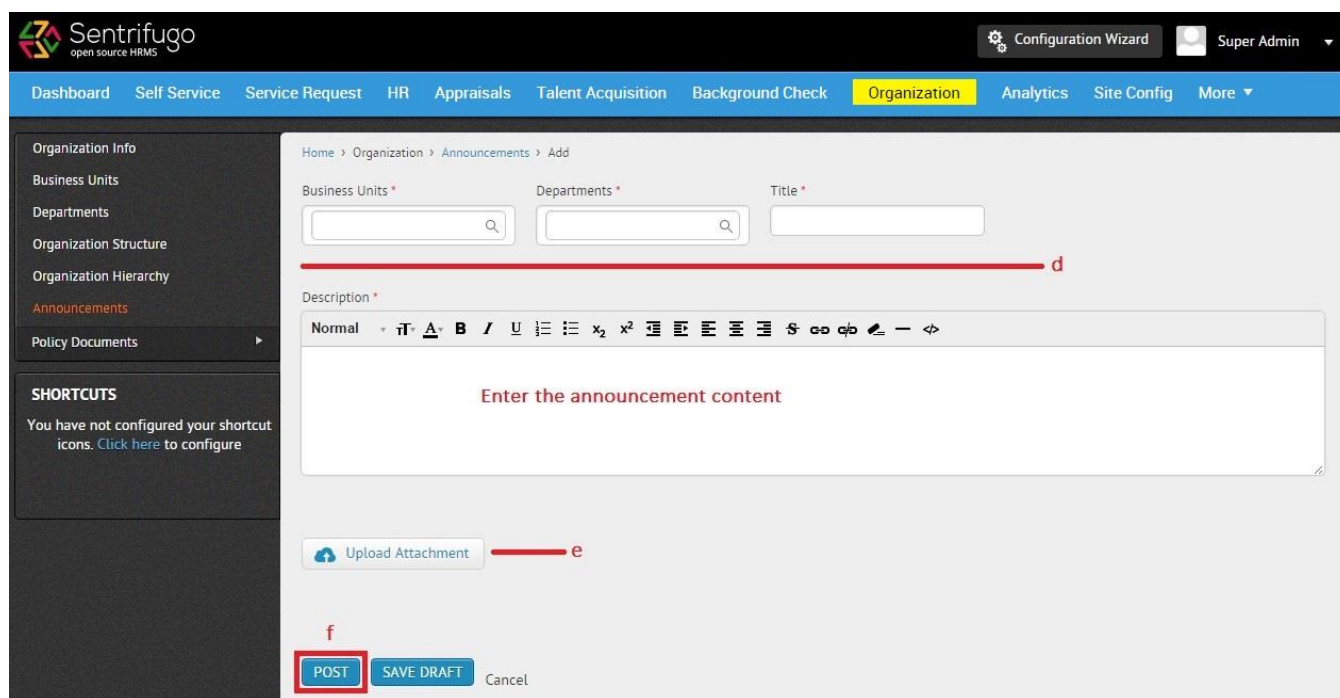 Sentrifugo
open source HRMS
Configuration Wizard
Super Admin
Dashboard Self Service Service Request HR Appraisals Talent Acquisition Background Check Organization Analytics Site Config More
Organization Info
Business Units
Departments
Organization Structure
Organization Hierarchy
Announcements
Policy Documents
SHORTCUTS
You have not configured your shortcut
icons. Click here to configure
Home › Organization › Announcements › Add
Business Units * Departments * Title *
d
Description *
Normal
Enter the announcement content
Upload Attachment
e
f
POST SAVE DRAFT Cancel